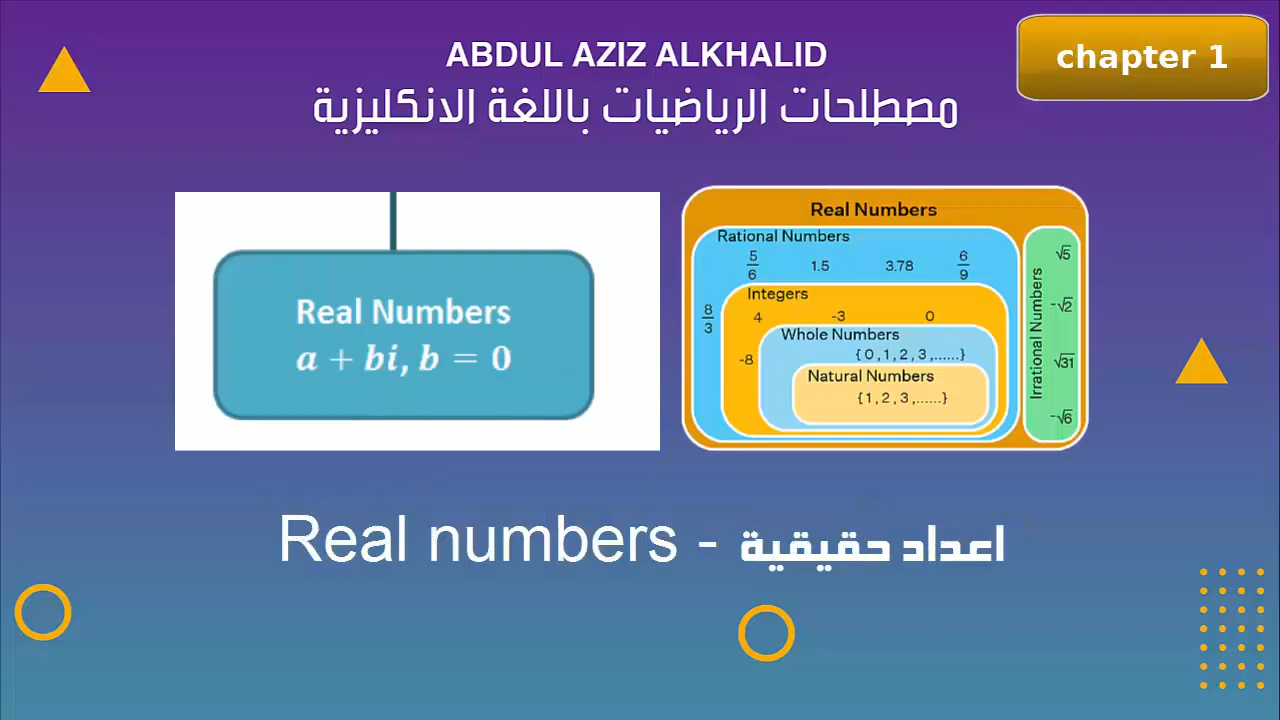 ABDUL AZIZ ALKHALID
chapter 1
مصطلحات الرياضيات باللغة الانكليزية
Real Numbers
a + bi, b = 0
Real Numbers
Rational Numbers
5/6 1.5 3.78 6/9
8/3
Integers
4 -3 0
-8
Whole Numbers
{ 0 , 1 , 2 , 3 ,......}
Natural Numbers
{ 1 , 2 , 3 ,......}
Irrational Numbers
√5
-√2
√31
-√6
Real numbers - اعداد حقيقية